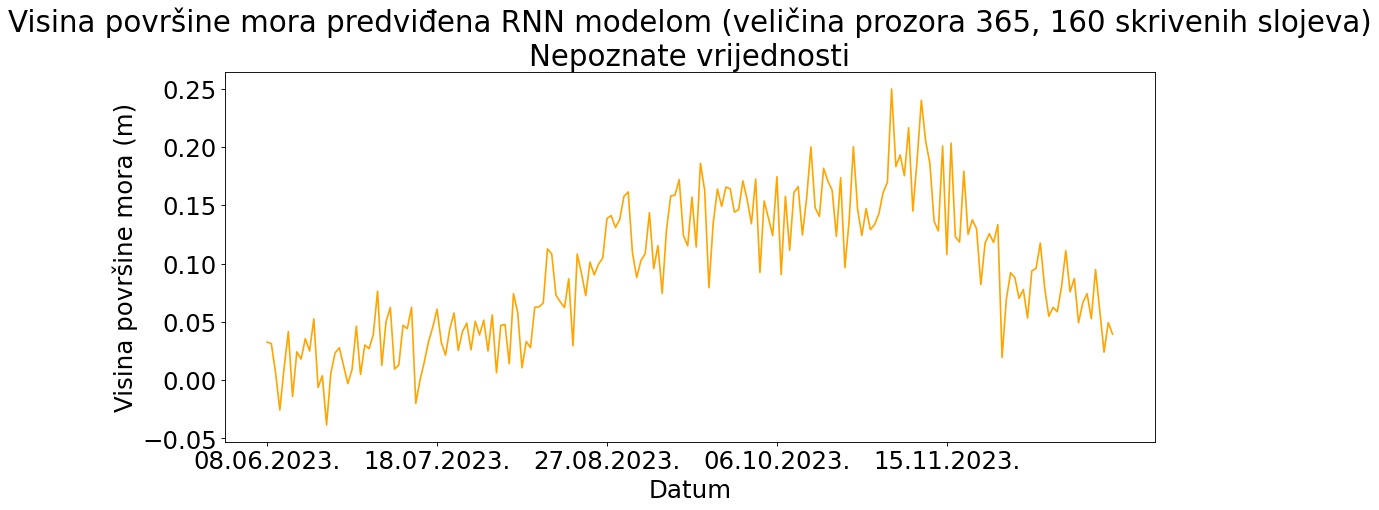 Visina površine mora predviđena RNN modelom (veličina prozora 365, 160 skrivenih slojeva)
Nepoznate vrijednosti
Visina površine mora (m)
0.25
0.20
0.15
0.10
0.05
0.00
−0.05
08.06.2023. 18.07.2023. 27.08.2023. 06.10.2023. 15.11.2023.
Datum